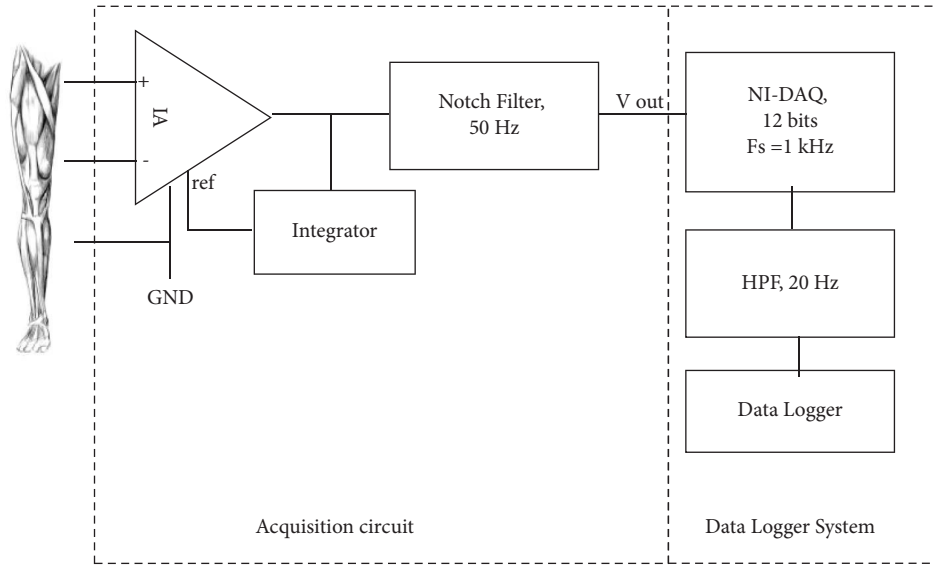 +
IA
-
ref
GND
Integrator
Notch Filter,
50 Hz
V out
NI-DAQ,
12 bits
Fs =1 kHz
HPF, 20 Hz
Data Logger
Acquisition circuit
Data Logger System